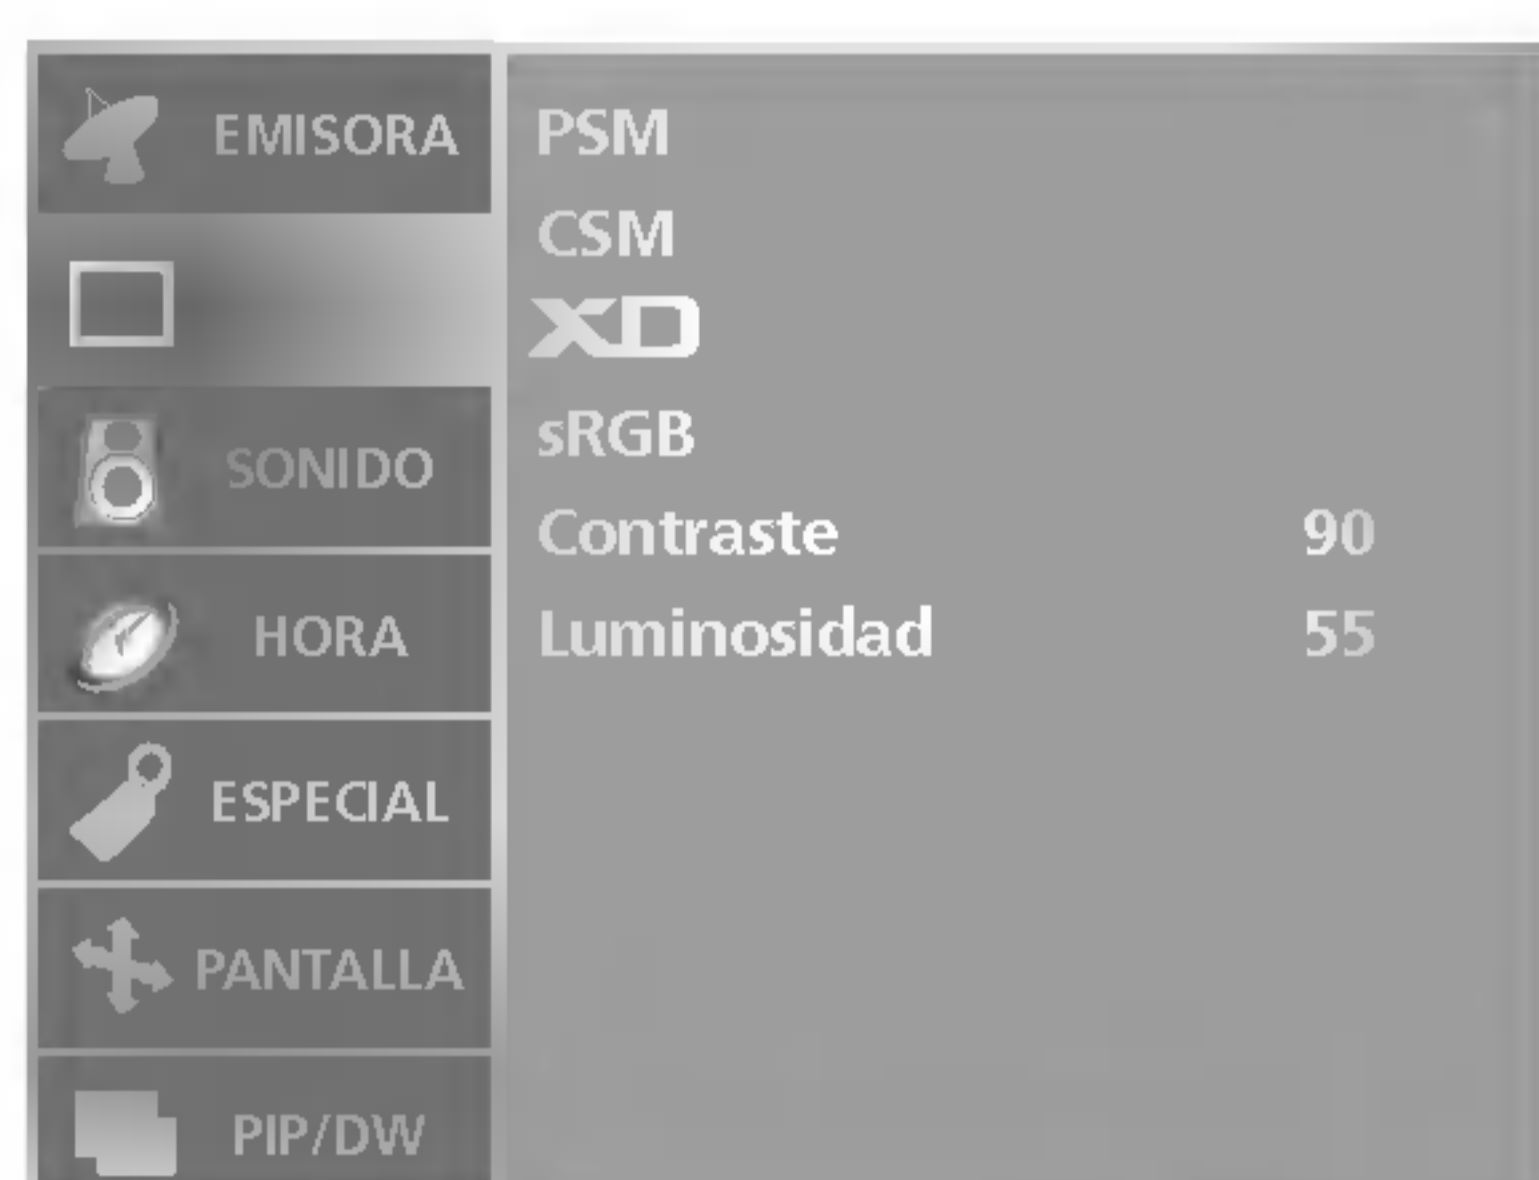 EMISORA
SONIDO
HORA
ESPECIAL
PANTALLA
PIP/DW
PSM
CSM
XD
sRGB
Contraste 90
Luminosidad 55